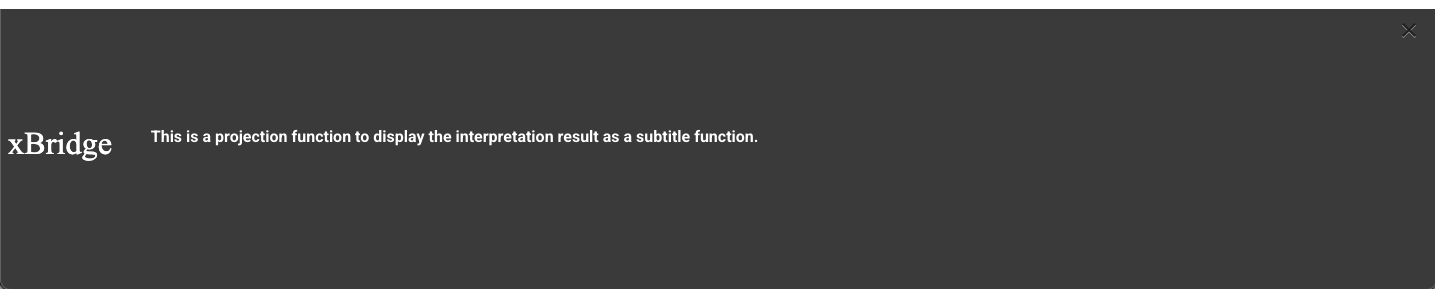 xBridge
This is a projection function to display the interpretation result as a subtitle function.